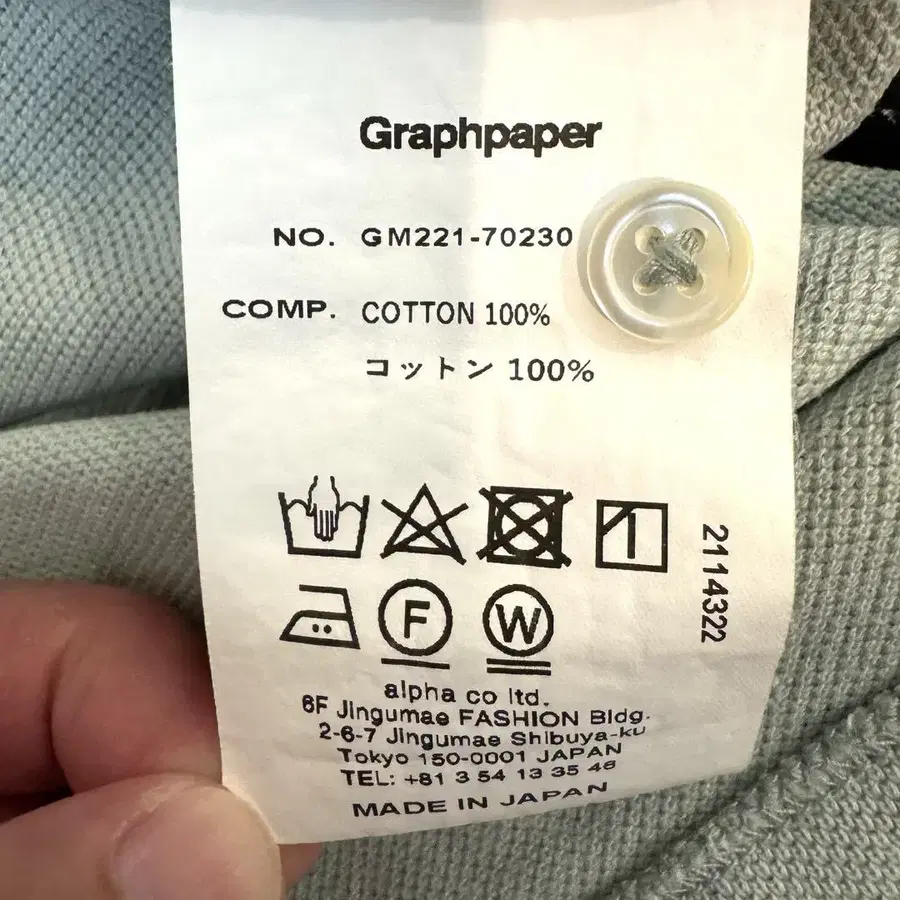 Graphpaper
NO. GM221-70230
COMP. COTTON 100%
コットン 100%
2114322
F
W
alpha co ltd.
6F Jingumae FASHION Bldg.
2-6-7 Jingumae Shibuya-ku
Tokyo 150-0001 JAPAN
TEL: +81 3 54 13 35 48
MADE IN JAPAN